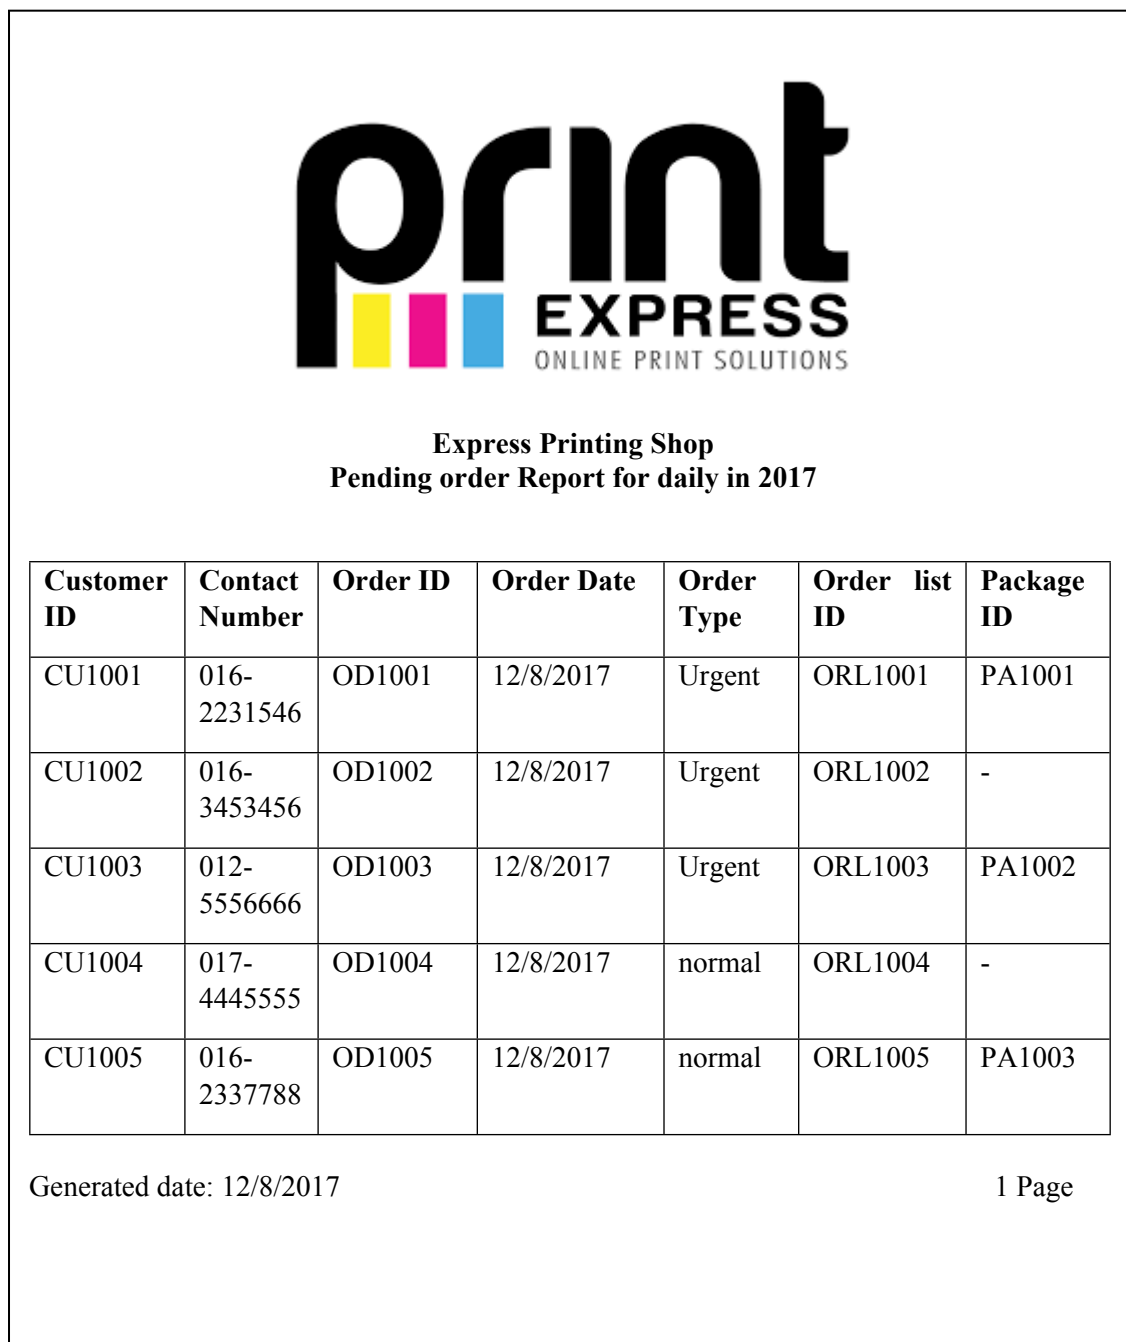 print
EXPRESS
ONLINE PRINT SOLUTIONS
Express Printing Shop
Pending order Report for daily in 2017
Customer Contact Order ID Order Date Order Order list Package
ID Number Type ID ID
CU1001 016- OD1001 12/8/2017 Urgent ORL1001 PA1001
2231546
CU1002 016- OD1002 12/8/2017 Urgent ORL1002 -
3453456
CU1003 012- OD1003 12/8/2017 Urgent ORL1003 PA1002
5556666
CU1004 017- OD1004 12/8/2017 normal ORL1004 -
4445555
CU1005 016- OD1005 12/8/2017 normal ORL1005 PA1003
2337788
Generated date: 12/8/2017 1 Page